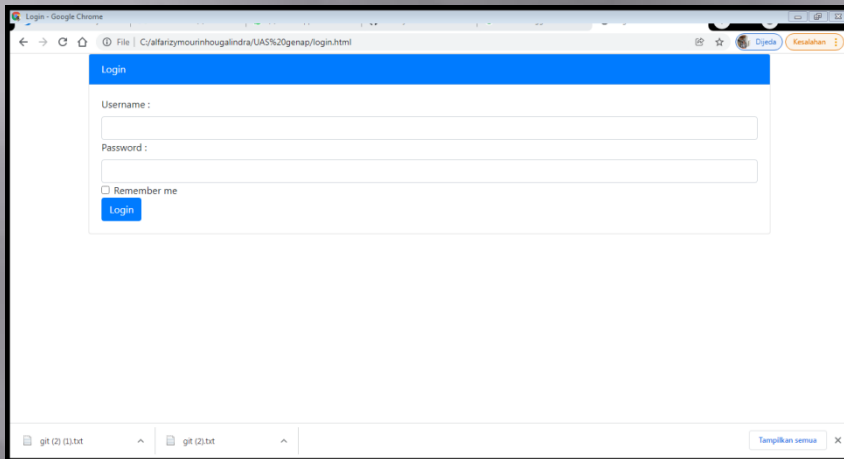 Login - Google Chrome
File | C:/alfarizymourinhougalindra/UAS%20genap/login.html
Dijeda
Kesalahan
Login
Username :
Password :
Remember me
Login
git (2) (1).txt
git (2).txt
Tampilkan semua